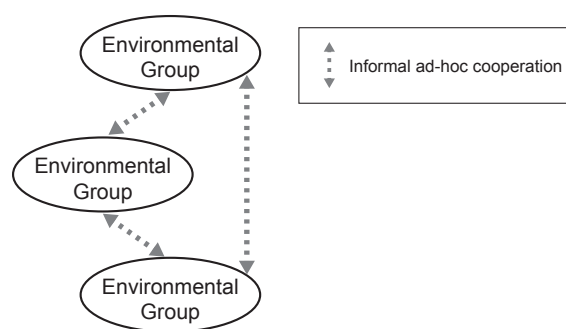 Environmental
Group
Informal ad-hoc cooperation
Environmental
Group
Environmental
Group